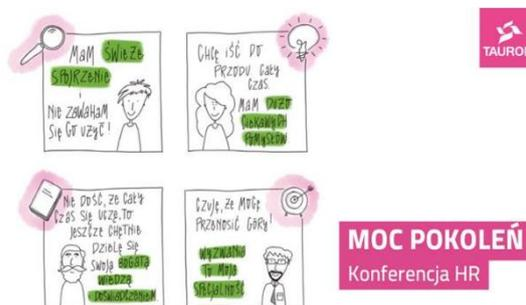 MAM ŚWIEŻE
SPOJRZENIE
I
NIE ZAWAHAM
SIĘ GO UŻYĆ!
CHCĘ IŚĆ DO
PRZODU CAŁY
CZAS.
MAM DUŻO
CIEKAWYCH
POMYSŁÓW
NIE DOŚĆ, ŻE CAŁY
CZAS SIĘ UCZĘ, TO
JESZCZE CHĘTNIE
DZIELĘ SIĘ
SWOJĄ BOGATĄ
WIEDZĄ
I DOŚWIADCZENIEM
CZUJĘ, ŻE MOGĘ
PRZENOSIĆ GÓRY!
WYZWANIA
TO MOJA
SPECJALNOŚĆ
TAURON
MOC POKOLEŃ
Konferencja HR